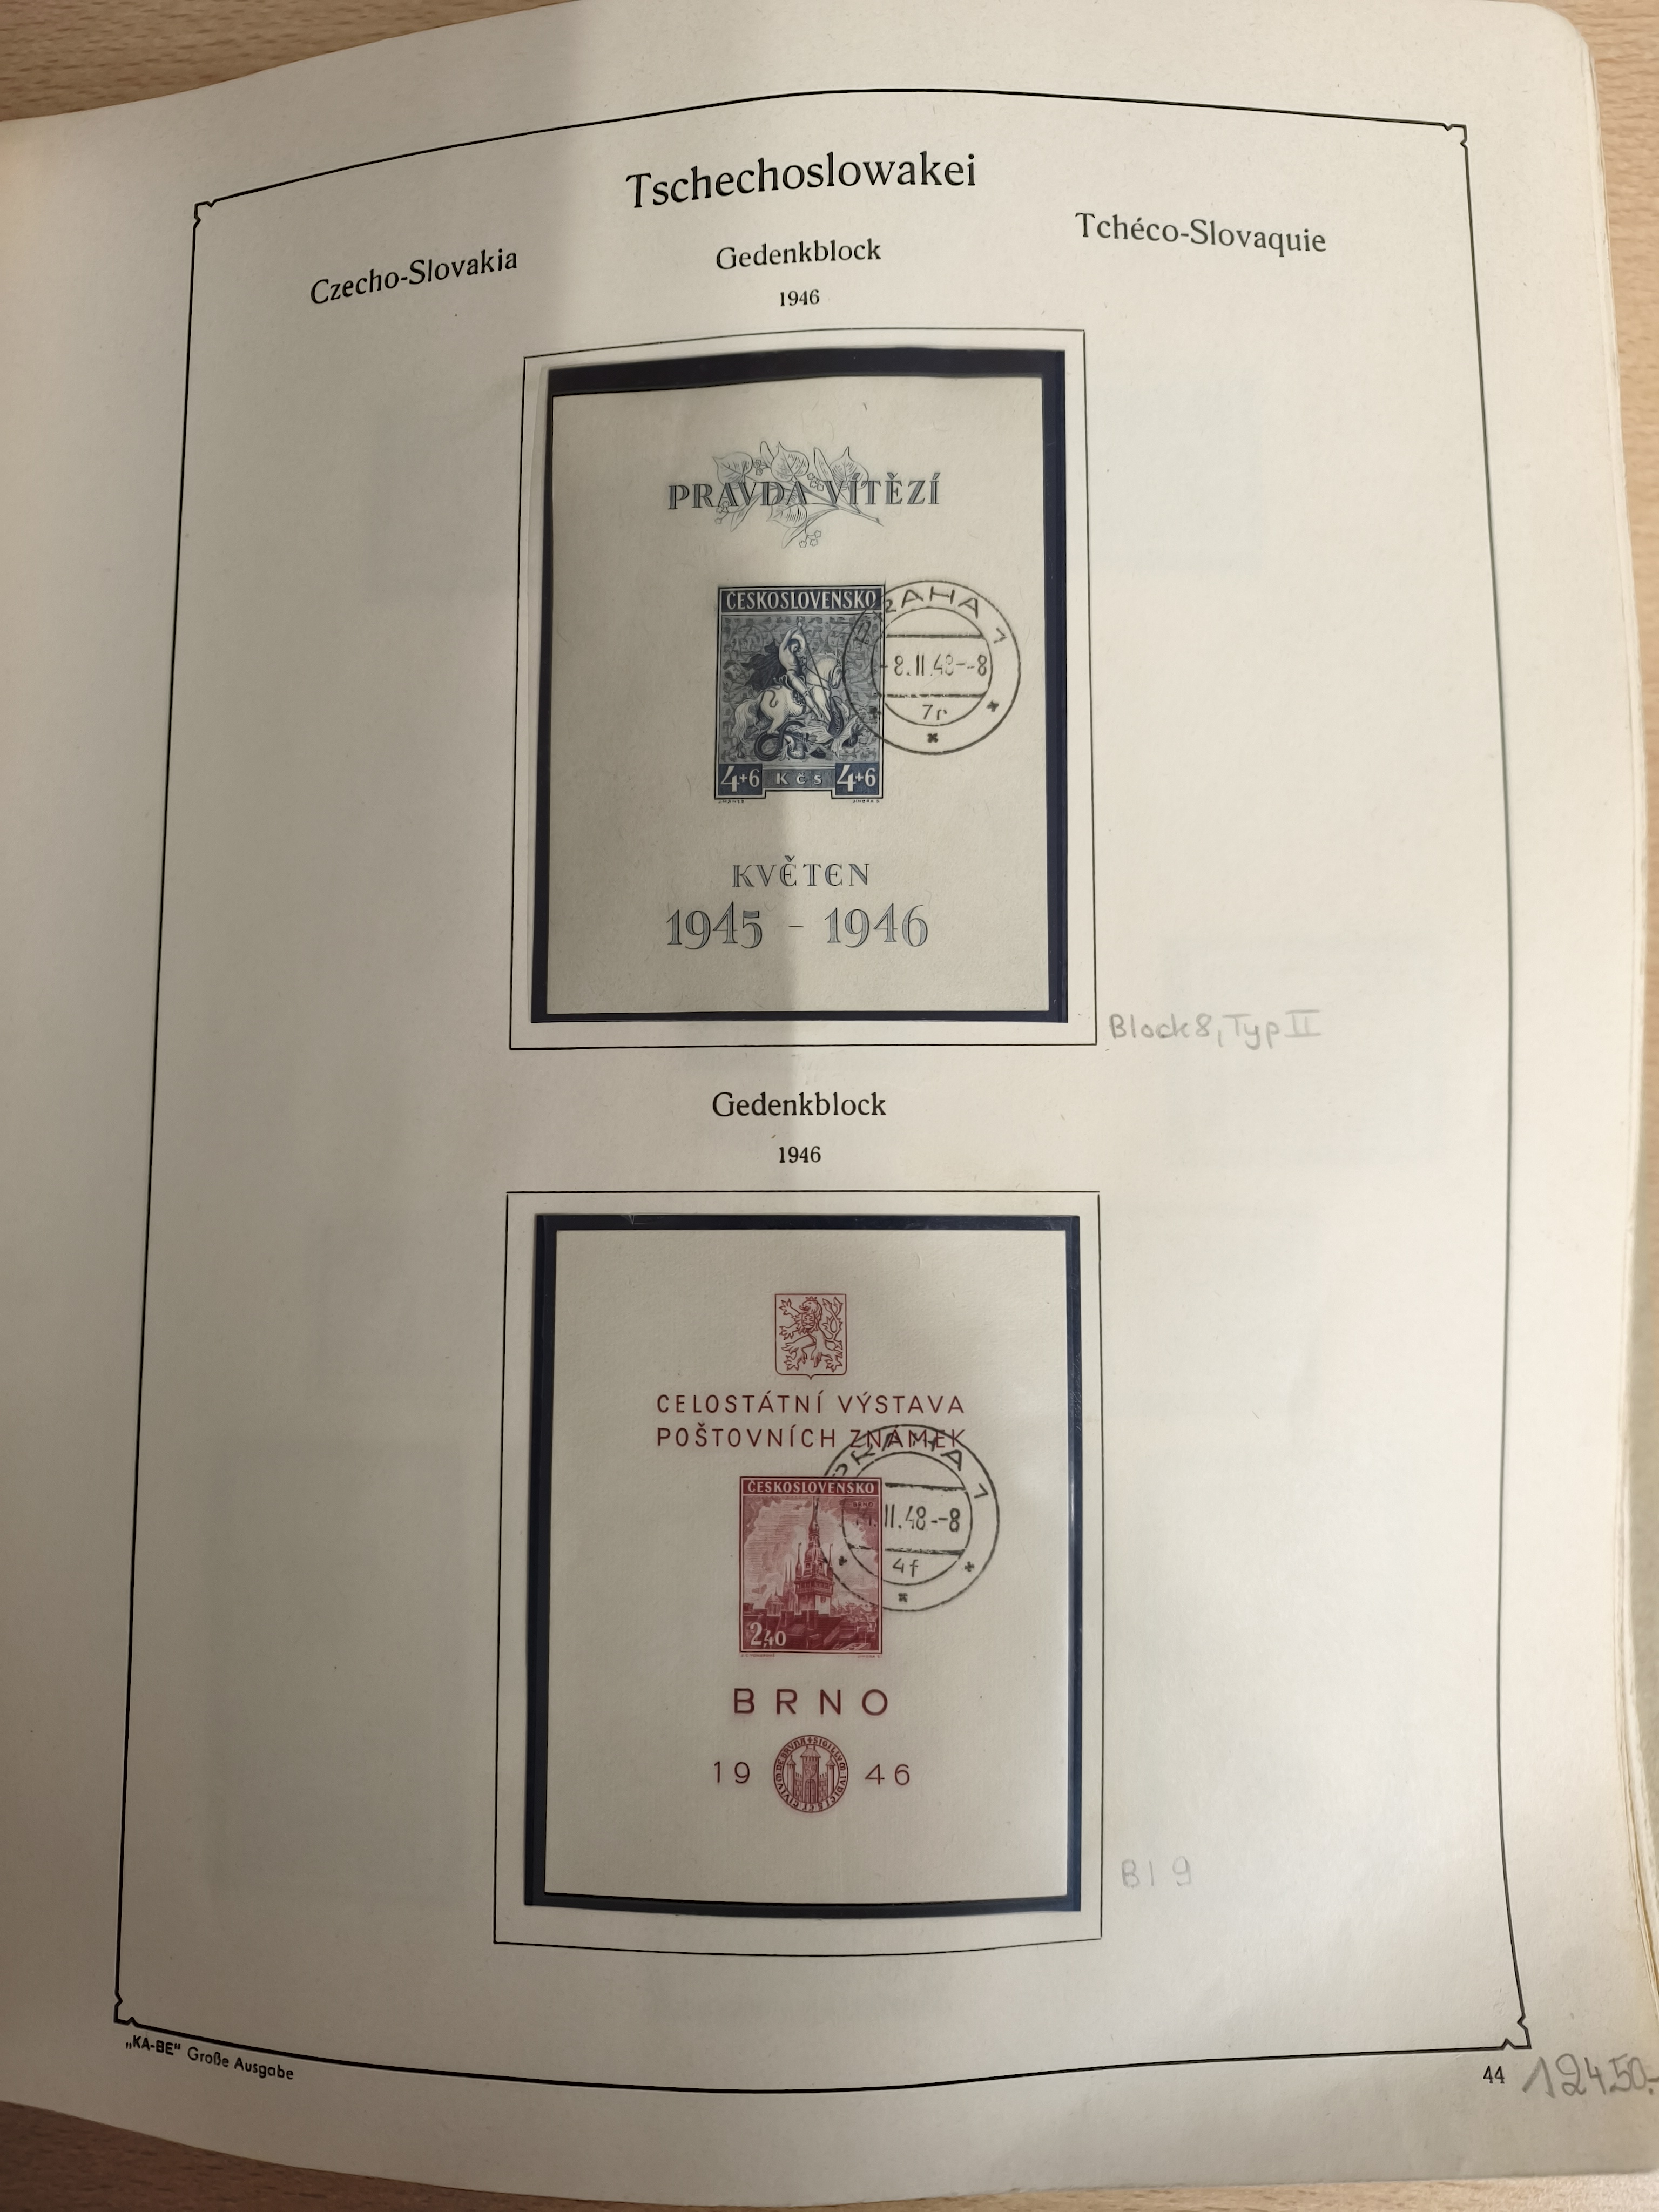 Tschechoslowakei
Czecho-Slovakia
Gedenkblock
Tchéco-Slovaquie
1946
PRAVDA VÍTĚZÍ
ČESKOSLOVENSKO
PRAHA 1
8.II.48--8
7r
4+6 Kčs 4+6
KVĚTEN
1945 - 1946
Block 8, Typ II
Gedenkblock
1946
CELOSTÁTNÍ VÝSTAVA
POŠTOVNÍCH ZNÁMEK
PRAHA 1
ČESKOSLOVENSKO
II.48--8
4f
2,40
BRNO
19 46
Bl 9
„KA-BE“ Große Ausgabe
44
12450.-